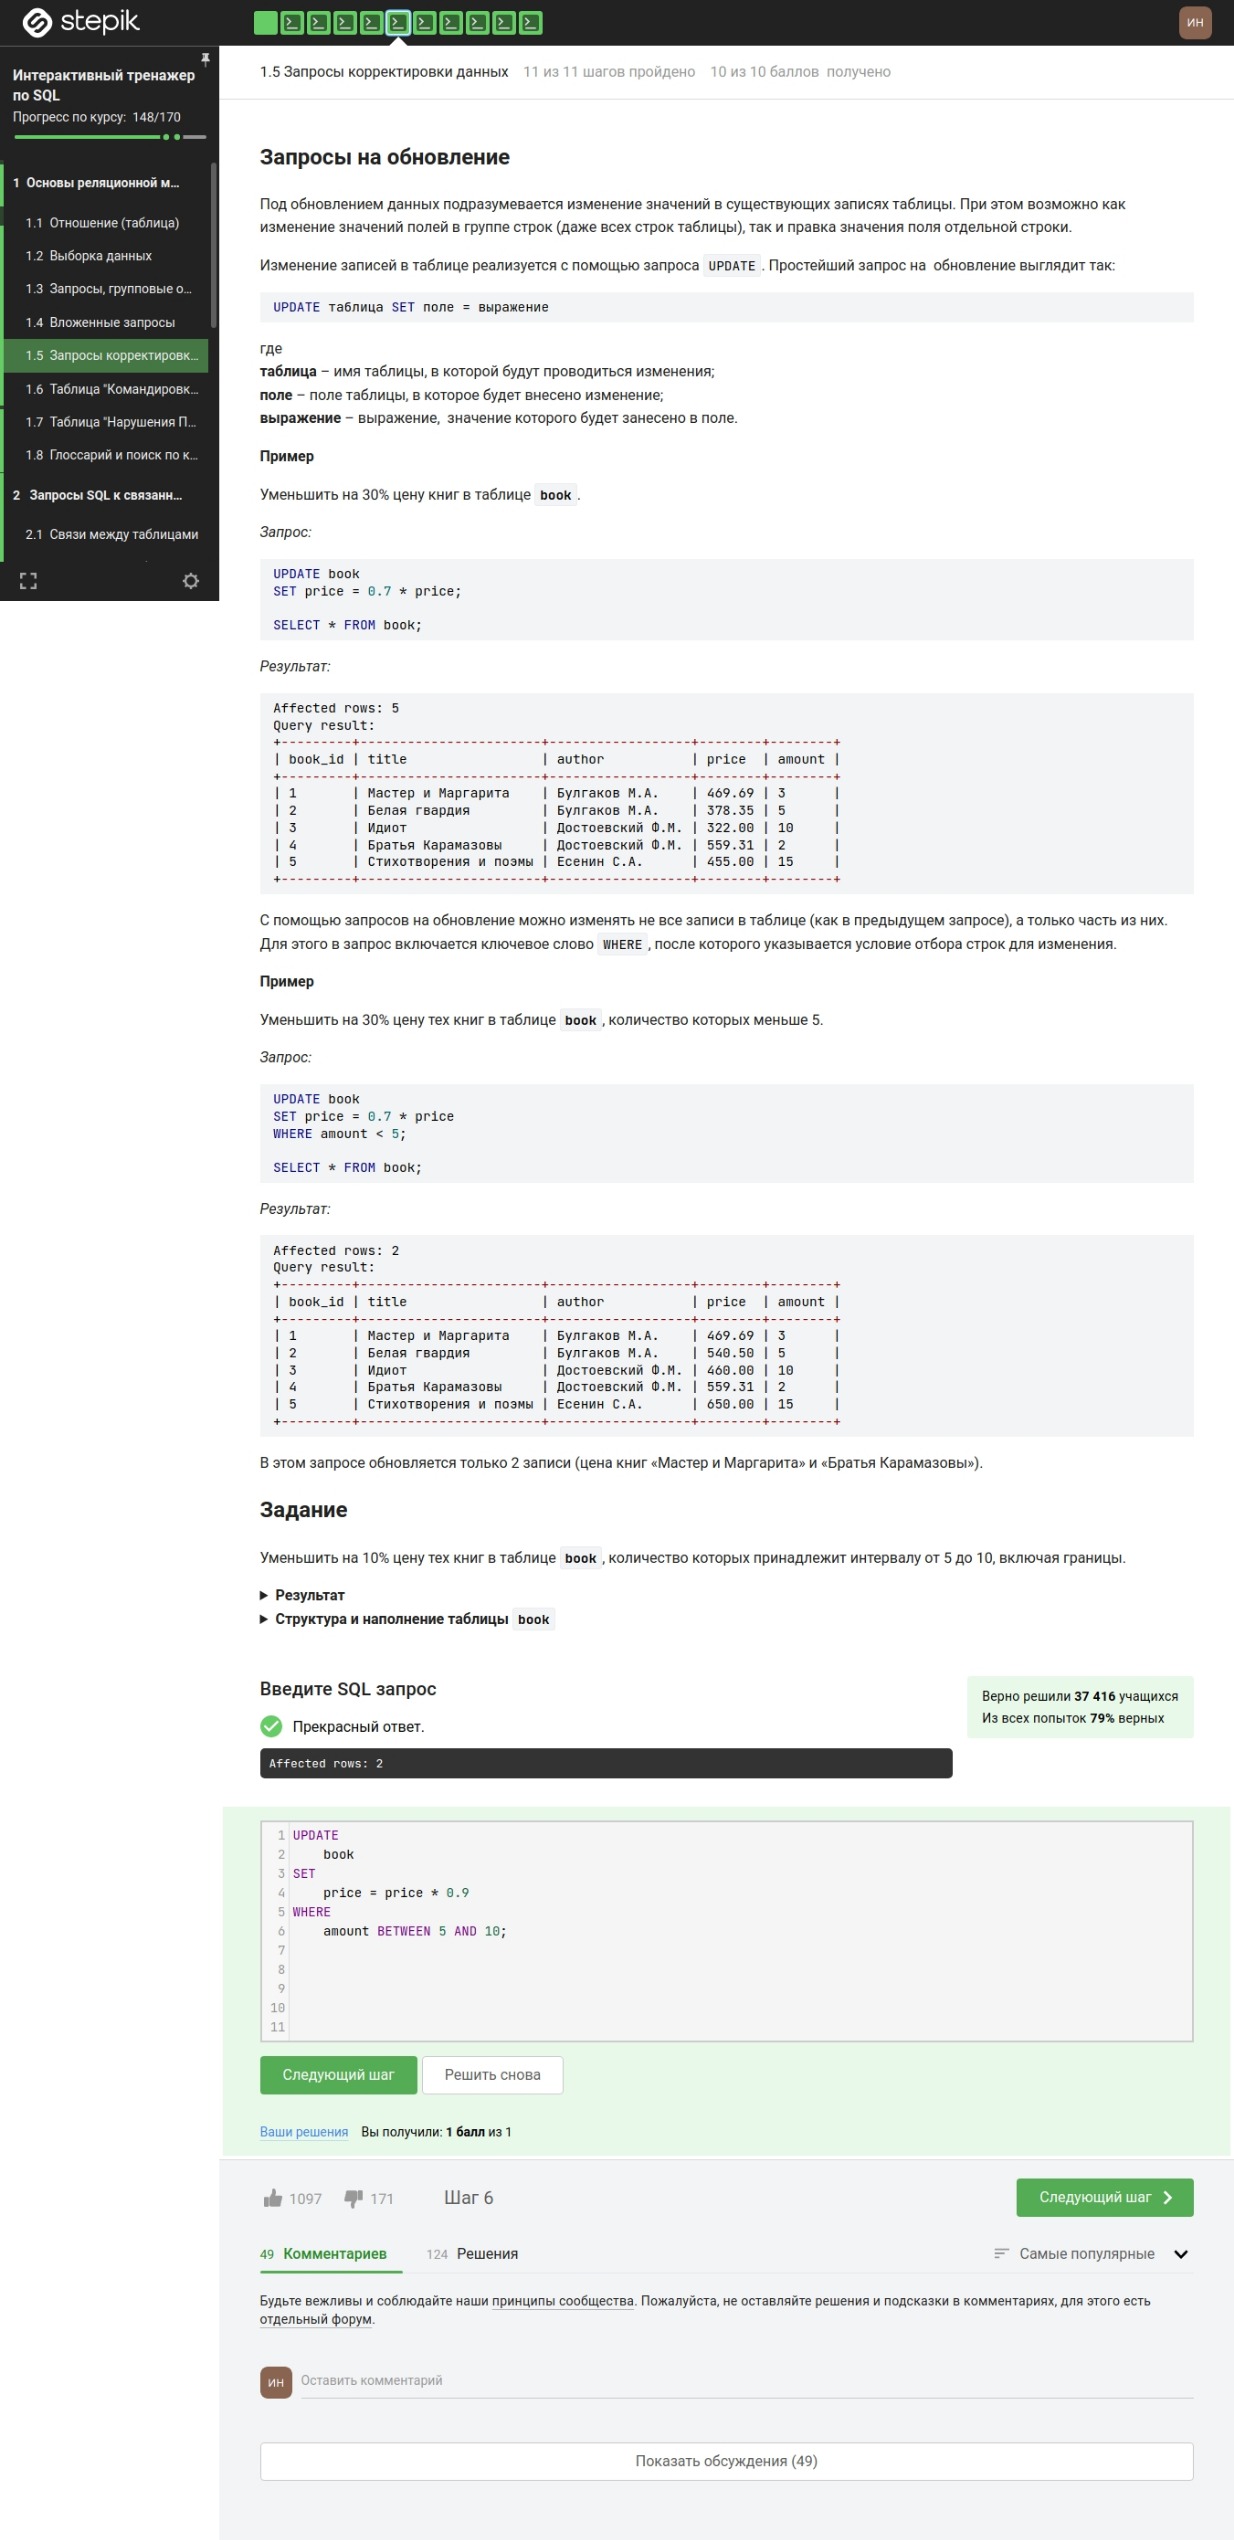 stepik
ИН
Интерактивный тренажер
по SQL
Прогресс по курсу: 148/170
1 Основы реляционной м...
1.1 Отношение (таблица)
1.2 Выборка данных
1.3 Запросы, групповые о...
1.4 Вложенные запросы
1.5 Запросы корректировк...
1.6 Таблица "Командировк...
1.7 Таблица "Нарушения П...
1.8 Глоссарий и поиск по к...
2 Запросы SQL к связанн...
2.1 Связи между таблицами
1.5 Запросы корректировки данных 11 из 11 шагов пройдено 10 из 10 баллов получено
Запросы на обновление
Под обновлением данных подразумевается изменение значений в существующих записях таблицы. При этом возможно как
изменение значений полей в группе строк (даже всех строк таблицы), так и правка значения поля отдельной строки.
Изменение записей в таблице реализуется с помощью запроса UPDATE. Простейший запрос на обновление выглядит так:
UPDATE таблица SET поле = выражение
где
таблица – имя таблицы, в которой будут проводиться изменения;
поле – поле таблицы, в которое будет внесено изменение;
выражение – выражение, значение которого будет занесено в поле.
Пример
Уменьшить на 30% цену книг в таблице book.
Запрос:
UPDATE book
SET price = 0.7 * price;
SELECT * FROM book;
Результат:
Affected rows: 5
Query result:
+---------+-----------------------+------------------+--------+--------+
| book_id | title                 | author           | price  | amount |
+---------+-----------------------+------------------+--------+--------+
| 1       | Мастер и Маргарита    | Булгаков М.А.    | 469.69 | 3      |
| 2       | Белая гвардия         | Булгаков М.А.    | 378.35 | 5      |
| 3       | Идиот                 | Достоевский Ф.М. | 322.00 | 10     |
| 4       | Братья Карамазовы     | Достоевский Ф.М. | 559.31 | 2      |
| 5       | Стихотворения и поэмы | Есенин С.А.      | 455.00 | 15     |
+---------+-----------------------+------------------+--------+--------+
С помощью запросов на обновление можно изменять не все записи в таблице (как в предыдущем запросе), а только часть из них.
Для этого в запрос включается ключевое слово WHERE, после которого указывается условие отбора строк для изменения.
Пример
Уменьшить на 30% цену тех книг в таблице book, количество которых меньше 5.
Запрос:
UPDATE book
SET price = 0.7 * price
WHERE amount < 5;
SELECT * FROM book;
Результат:
Affected rows: 2
Query result:
+---------+-----------------------+------------------+--------+--------+
| book_id | title                 | author           | price  | amount |
+---------+-----------------------+------------------+--------+--------+
| 1       | Мастер и Маргарита    | Булгаков М.А.    | 469.69 | 3      |
| 2       | Белая гвардия         | Булгаков М.А.    | 540.50 | 5      |
| 3       | Идиот                 | Достоевский Ф.М. | 460.00 | 10     |
| 4       | Братья Карамазовы     | Достоевский Ф.М. | 559.31 | 2      |
| 5       | Стихотворения и поэмы | Есенин С.А.      | 650.00 | 15     |
+---------+-----------------------+------------------+--------+--------+
В этом запросе обновляется только 2 записи (цена книг «Мастер и Маргарита» и «Братья Карамазовы»).
Задание
Уменьшить на 10% цену тех книг в таблице book, количество которых принадлежит интервалу от 5 до 10, включая границы.
Результат
Структура и наполнение таблицы book
Введите SQL запрос
Верно решили 37 416 учащихся
Из всех попыток 79% верных
Прекрасный ответ.
Affected rows: 2
1 UPDATE
2     book
3 SET
4     price = price * 0.9
5 WHERE
6     amount BETWEEN 5 AND 10;
7
8
9
10
11
Следующий шаг Решить снова
Ваши решения Вы получили: 1 балл из 1
1097 171 Шаг 6 Следующий шаг
49 Комментариев 124 Решения Самые популярные
Будьте вежливы и соблюдайте наши принципы сообщества. Пожалуйста, не оставляйте решения и подсказки в комментариях, для этого есть
отдельный форум.
ИН Оставить комментарий
Показать обсуждения (49)